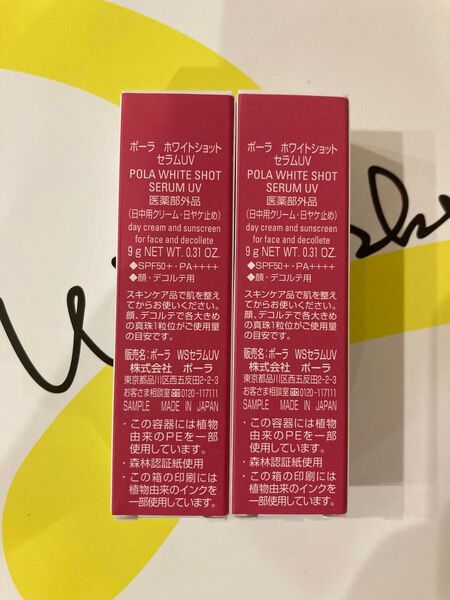 ポーラ ホワイトショット
セラムUV
POLA WHITE SHOT
SERUM UV
医薬部外品
(日中用クリーム・日ヤケ止め)
day cream and sunscreen
for face and decollete
9 g NET WT. 0.31 OZ.
◆SPF50+・PA++++
◆顔・デコルテ用
スキンケア品で肌を整え
てからお使いください。
顔、デコルテで各大きめ
の真珠1粒位がご使用量
の目安です。
販売名:ポーラ WSセラムUV
株式会社 ポーラ
東京都品川区西五反田2-2-3
お客さま相談室 0120-117111
SAMPLE MADE IN JAPAN
・この容器には植物
由来のPEを一部
使用しています。
・森林認証紙使用
・この箱の印刷には
植物由来のインクを
一部使用しています。
ポーラ ホワイトショット
セラムUV
POLA WHITE SHOT
SERUM UV
医薬部外品
(日中用クリーム・日ヤケ止め)
day cream and sunscreen
for face and decollete
9 g NET WT. 0.31 OZ.
◆SPF50+・PA++++
◆顔・デコルテ用
スキンケア品で肌を整え
てからお使いください。
顔、デコルテで各大きめ
の真珠1粒位がご使用量
の目安です。
販売名:ポーラ WSセラムUV
株式会社 ポーラ
東京都品川区西五反田2-2-3
お客さま相談室 0120-117111
SAMPLE MADE IN JAPAN
・この容器には植物
由来のPEを一部
使用しています。
・森林認証紙使用
・この箱の印刷には
植物由来のインクを
一部使用しています。